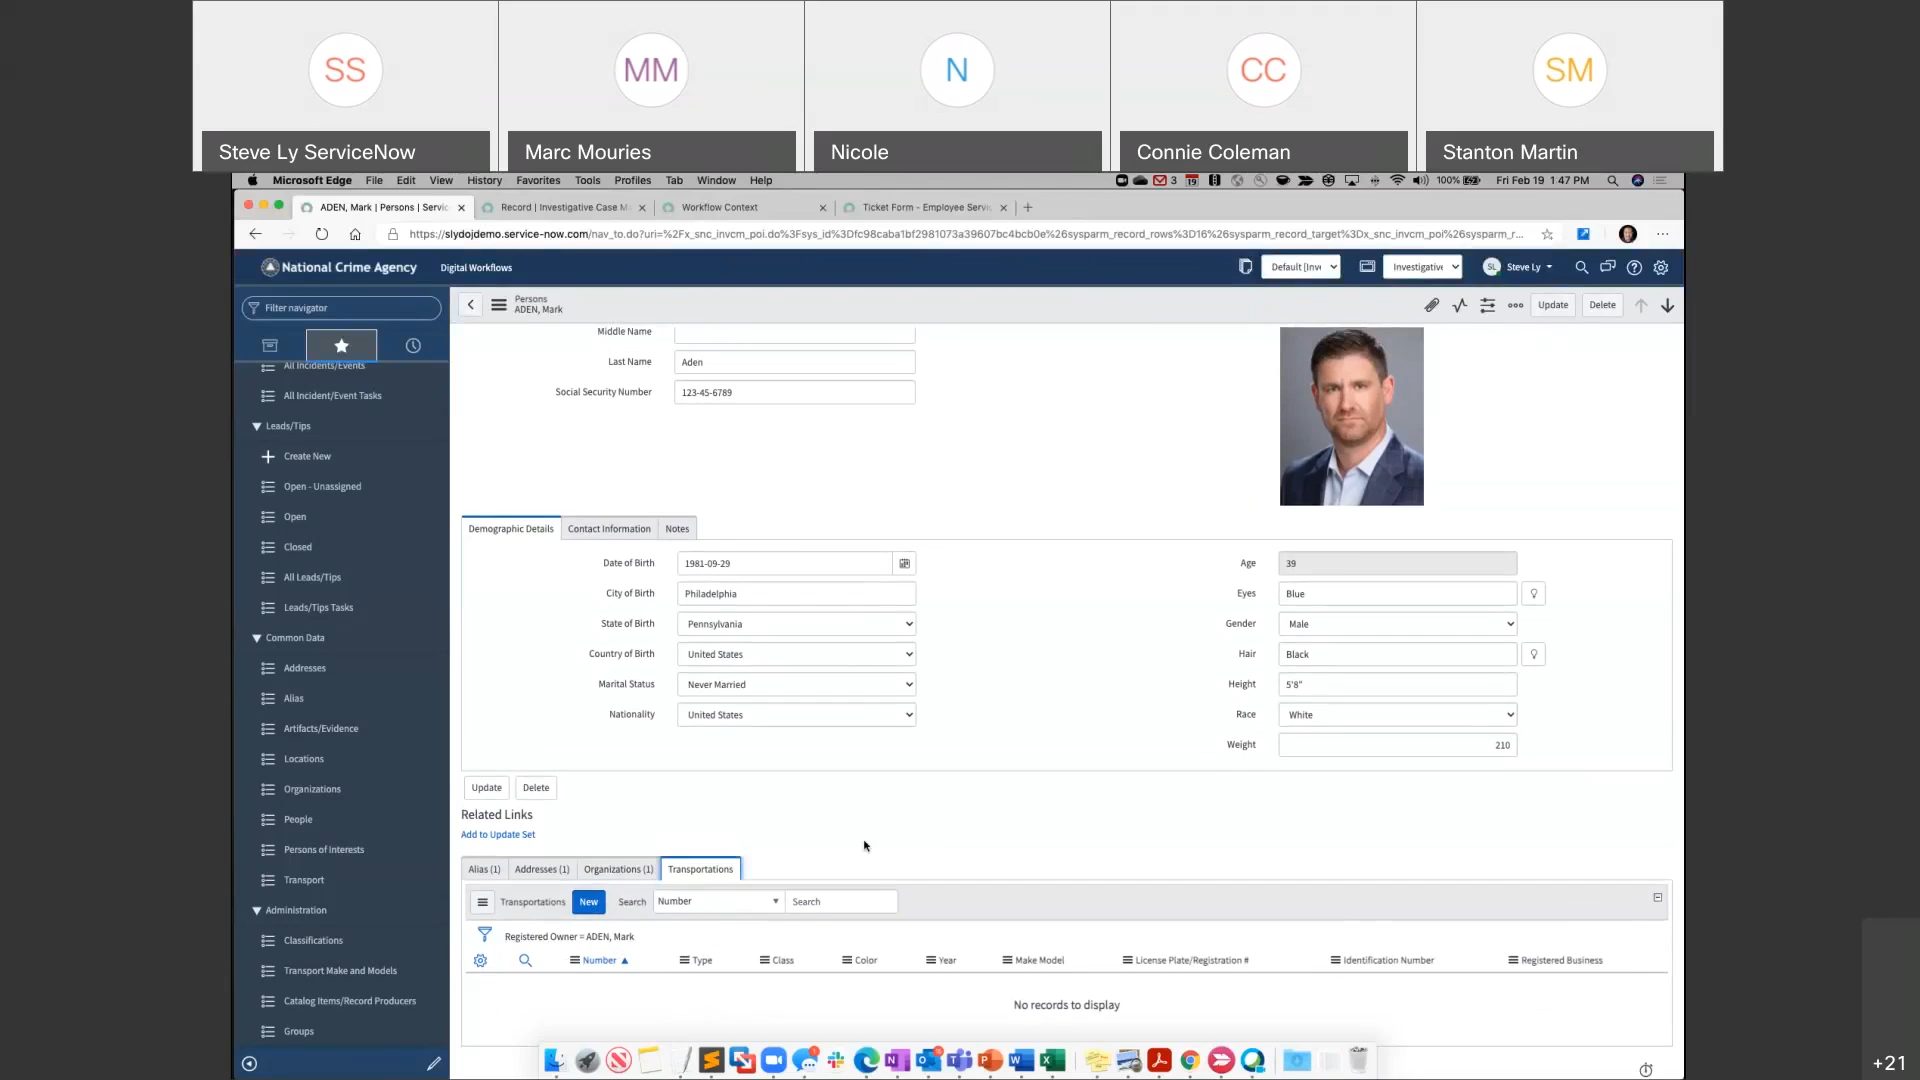 SS
MM
N
CC
SM
Steve Ly ServiceNow
Marc Mouries
Nicole
Connie Coleman
Stanton Martin
Microsoft Edge File Edit View History Favorites Tools Profiles Tab Window Help
3 19 100% Fri Feb 19 1:47 PM
ADEN, Mark | Persons | Servic
Record | Investigative Case M
Workflow Context
Ticket Form - Employee Servic
https://slydojdemo.service-now.com/nav_to.do?uri=%2Fx_snc_invcm_poi.do%3Fsys_id%3Dfc98caba1bf2981073a39607bc4bcb0e%26sysparm_record_rows%3D16%26sysparm_record_target%3Dx_snc_invcm_poi%26sysparm_r...
National Crime Agency Digital Workflows
Default [Inve
Investigative
SL Steve Ly
Filter navigator
Persons
ADEN, Mark
Update Delete
All Incidents/Events
All Incident/Event Tasks
Leads/Tips
Create New
Open - Unassigned
Open
Closed
All Leads/Tips
Leads/Tips Tasks
Common Data
Addresses
Alias
Artifacts/Evidence
Locations
Organizations
People
Persons of Interests
Transport
Administration
Classifications
Transport Make and Models
Catalog Items/Record Producers
Groups
Middle Name
Last Name Aden
Social Security Number 123-45-6789
Demographic Details Contact Information Notes
Date of Birth 1981-09-29
City of Birth Philadelphia
State of Birth Pennsylvania
Country of Birth United States
Marital Status Never Married
Nationality United States
Age 39
Eyes Blue
Gender Male
Hair Black
Height 5'8"
Race White
Weight 210
Update Delete
Related Links
Add to Update Set
Alias (1) Addresses (1) Organizations (1) Transportations
Transportations New Search Number Search
Registered Owner = ADEN, Mark
Number Type Class Color Year Make Model License Plate/Registration # Identification Number Registered Business
No records to display
+21